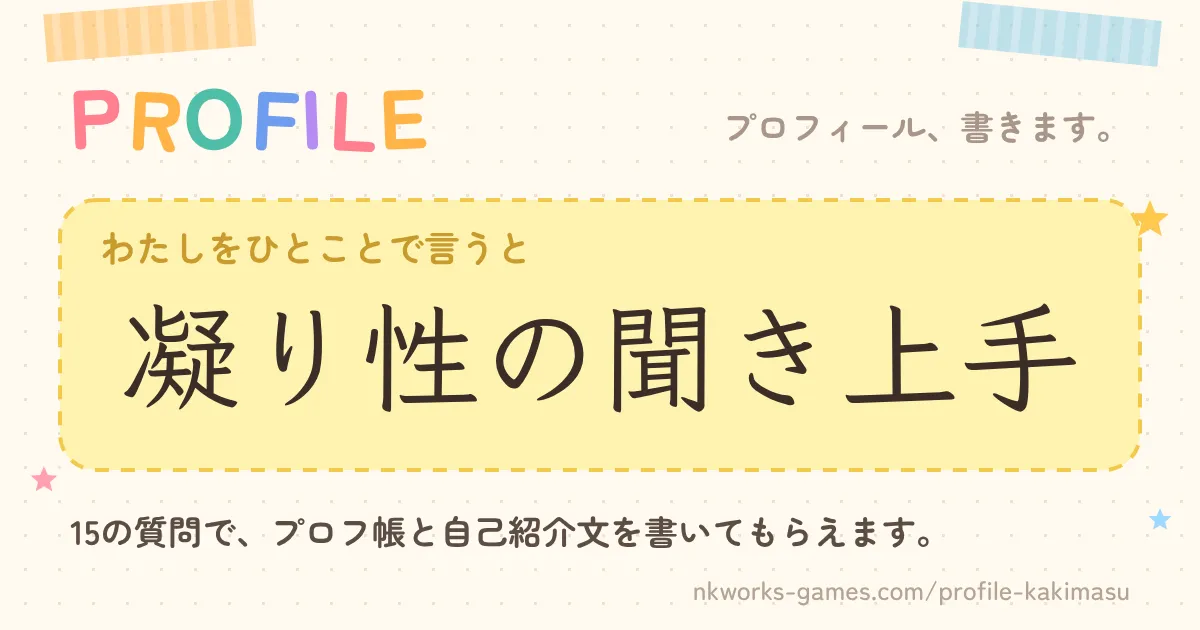 PROFILE
プロフィール、書きます。
わたしをひとことで言うと
凝り性の聞き上手
15の質問で、プロフ帳と自己紹介文を書いてもらえます。
nkworks-games.com/profile-kakimasu